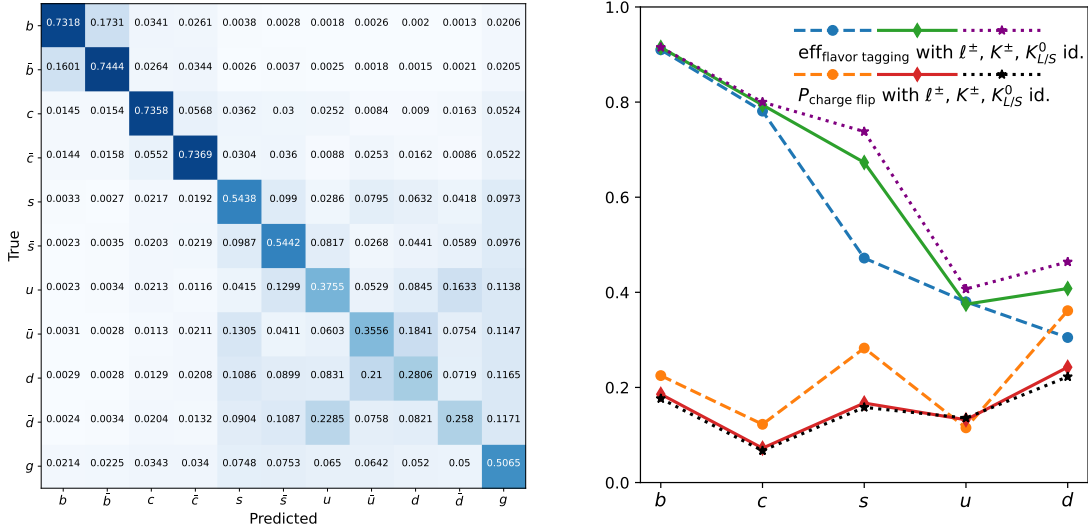 b 0.7318 0.1731 0.0341 0.0261 0.0038 0.0028 0.0018 0.0026 0.002 0.0013 0.0206
b̄ 0.1601 0.7444 0.0264 0.0344 0.0026 0.0037 0.0025 0.0018 0.0015 0.0021 0.0205
c 0.0145 0.0154 0.7358 0.0568 0.0362 0.03 0.0252 0.0084 0.009 0.0163 0.0524
c̄ 0.0144 0.0158 0.0552 0.7369 0.0304 0.036 0.0088 0.0253 0.0162 0.0086 0.0522
s 0.0033 0.0027 0.0217 0.0192 0.5438 0.099 0.0286 0.0795 0.0632 0.0418 0.0973
s̄ 0.0023 0.0035 0.0203 0.0219 0.0987 0.5442 0.0817 0.0268 0.0441 0.0589 0.0976
u 0.0023 0.0034 0.0213 0.0116 0.0415 0.1299 0.3755 0.0529 0.0845 0.1633 0.1138
ū 0.0031 0.0028 0.0113 0.0211 0.1305 0.0411 0.0603 0.3556 0.1841 0.0754 0.1147
d 0.0029 0.0028 0.0129 0.0208 0.1086 0.0899 0.0831 0.21 0.2806 0.0719 0.1165
d̄ 0.0024 0.0034 0.0204 0.0132 0.0904 0.1087 0.2285 0.0758 0.0821 0.258 0.1171
g 0.0214 0.0225 0.0343 0.034 0.0748 0.0753 0.065 0.0642 0.052 0.05 0.5065
b b̄ c c̄ s s̄ u ū d d̄ g
True
Predicted
eff_flavor tagging with ℓ±, K±, K⁰_L/S id.
P_charge flip with ℓ±, K±, K⁰_L/S id.
1.0
0.8
0.6
0.4
0.2
0.0
b c s u d